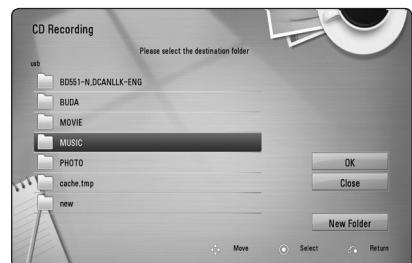 CD Recording
Please select the destination folder
usb
BD551-N,DCANLLK-ENG
BUDA
MOVIE
MUSIC
PHOTO
cache.tmp
new
OK
Close
New Folder
Move Select Return